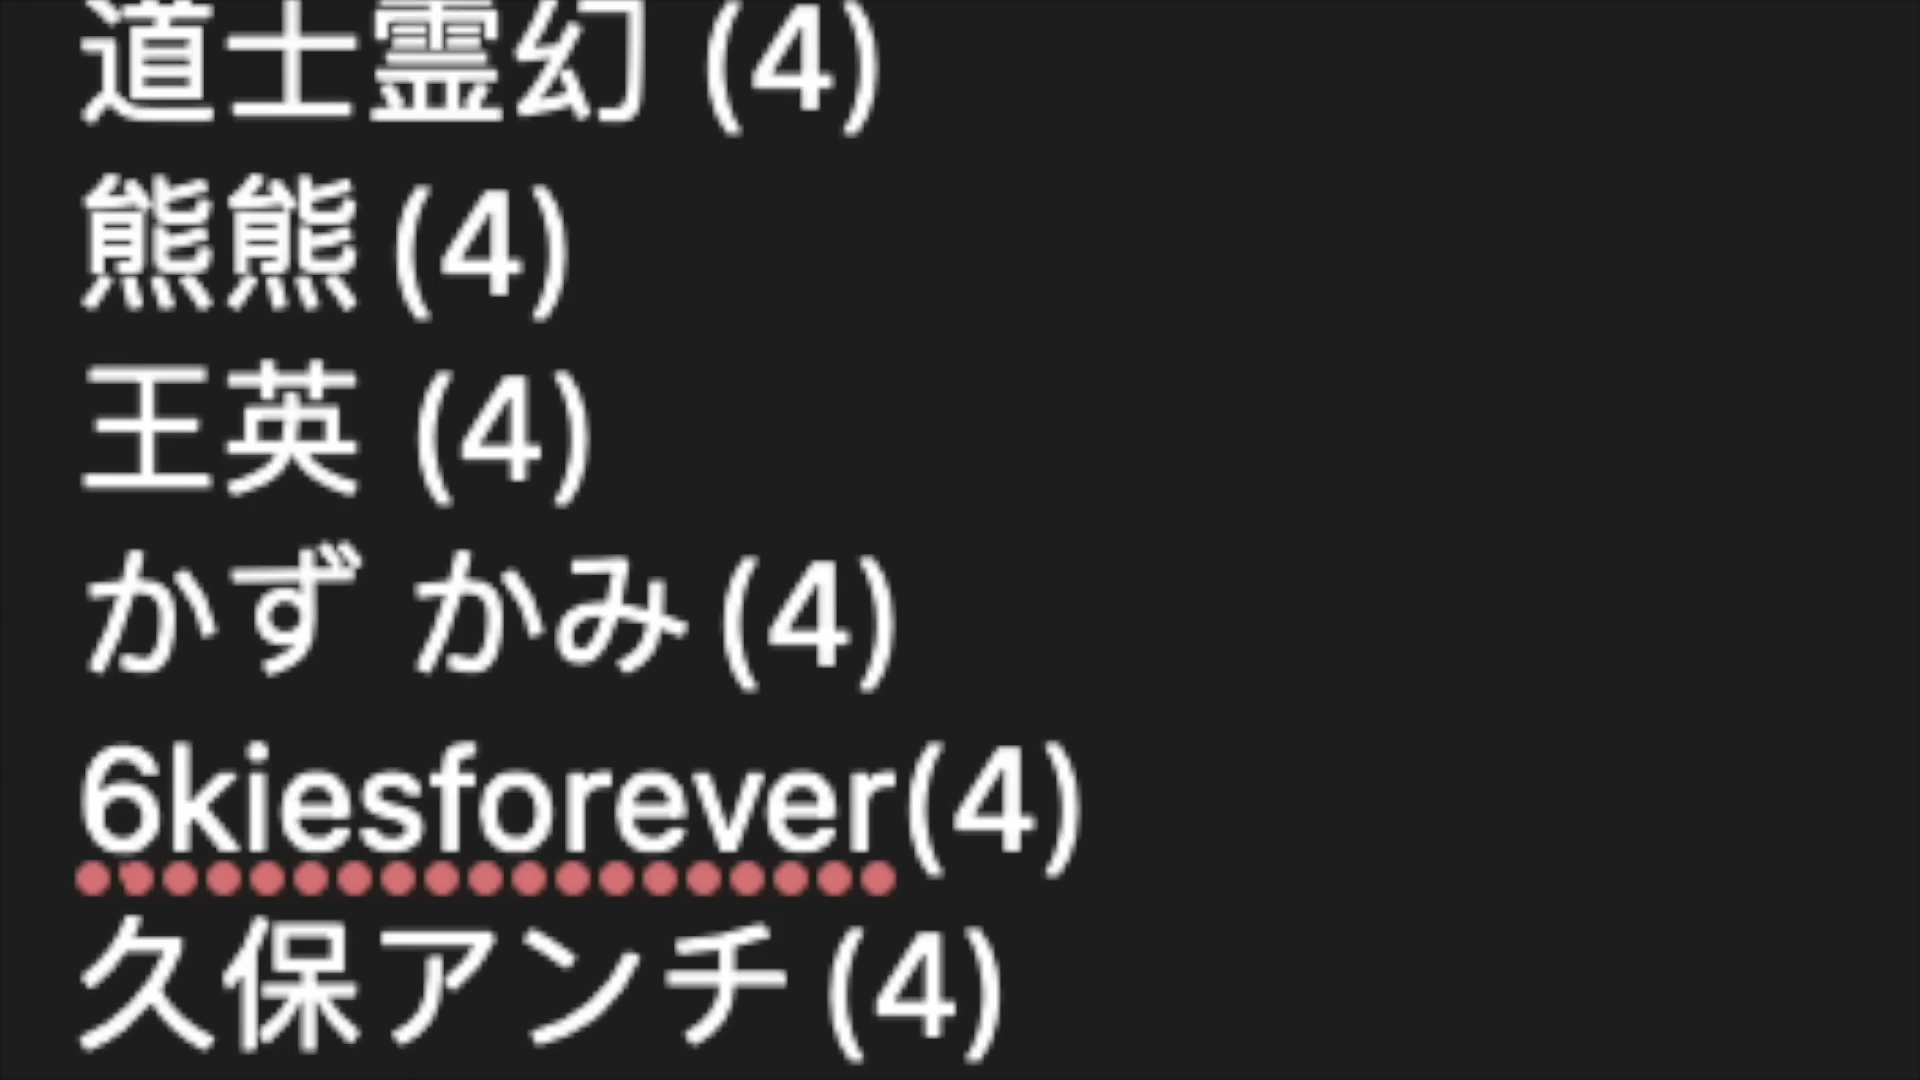 道士霊幻 (4)
熊熊 (4)
王英 (4)
かず かみ (4)
6kiesforever(4)
久保アンチ (4)